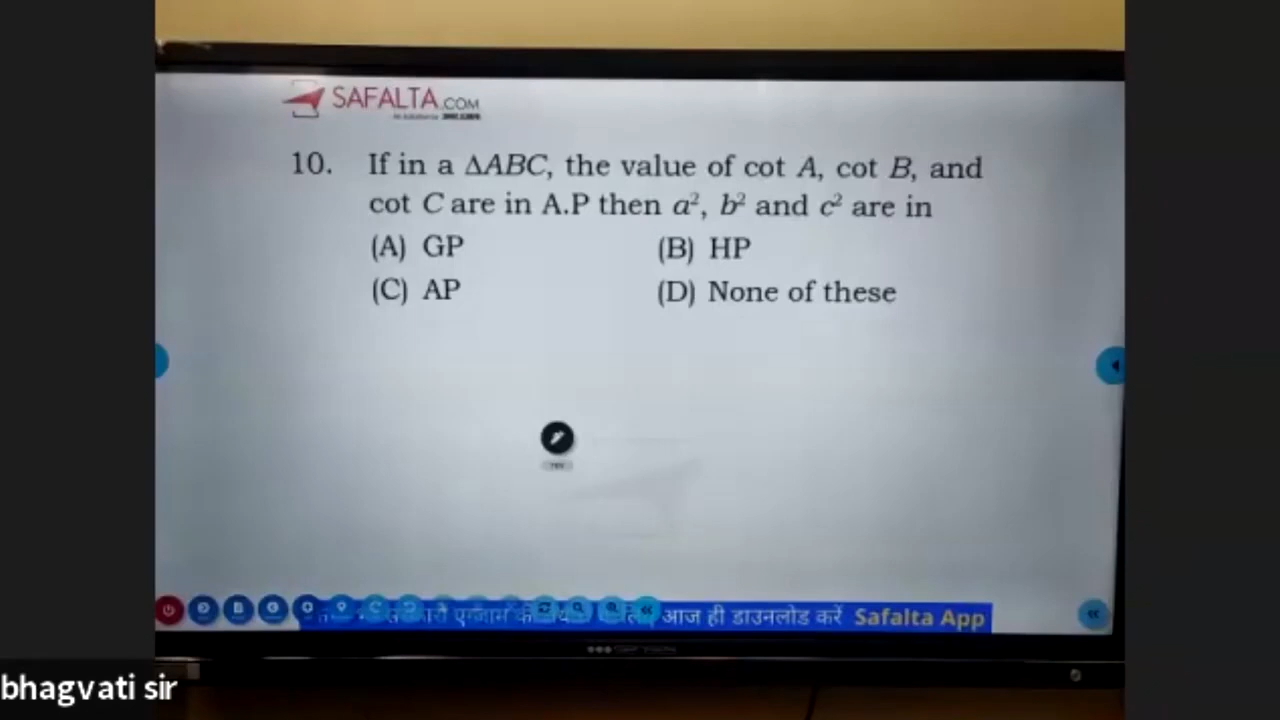 SAFALTA.COM
10. If in a ΔABC, the value of cot A, cot B, and
cot C are in A.P then a², b² and c² are in
(A) GP (B) HP
(C) AP (D) None of these
आज ही डाउनलोड करें Safalta App
bhagvati sir